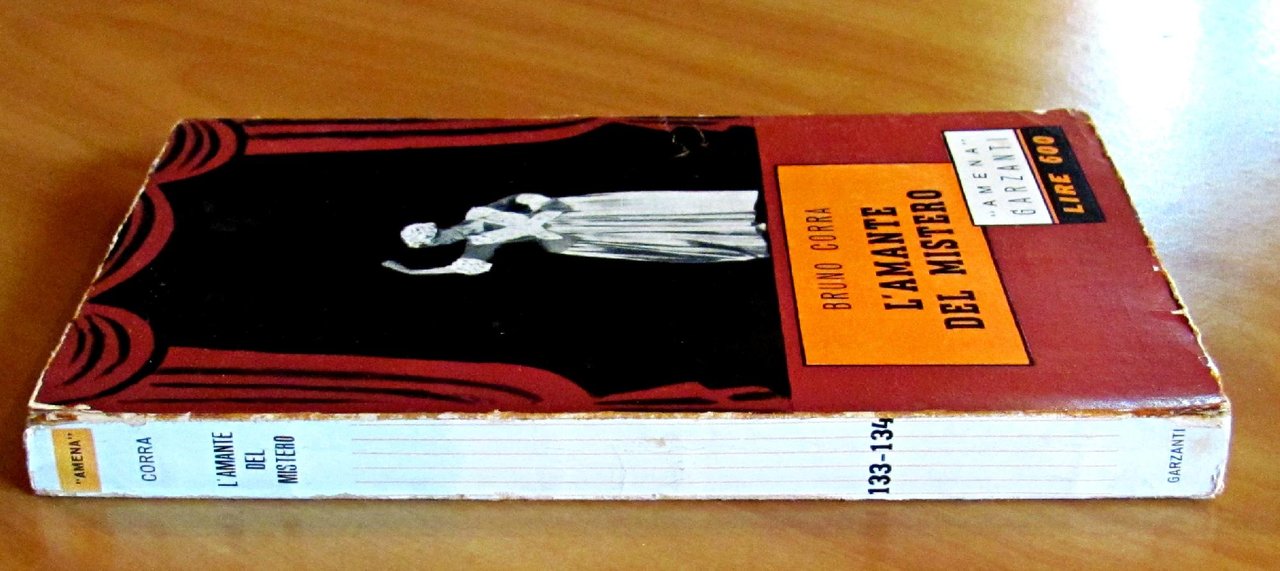 BRUNO CORRA
L'AMANTE
DEL MISTERO
"AMENA"
GARZANTI
LIRE 600
"AMENA"
CORRA
L'AMANTE
DEL
MISTERO
133-134
GARZANTI